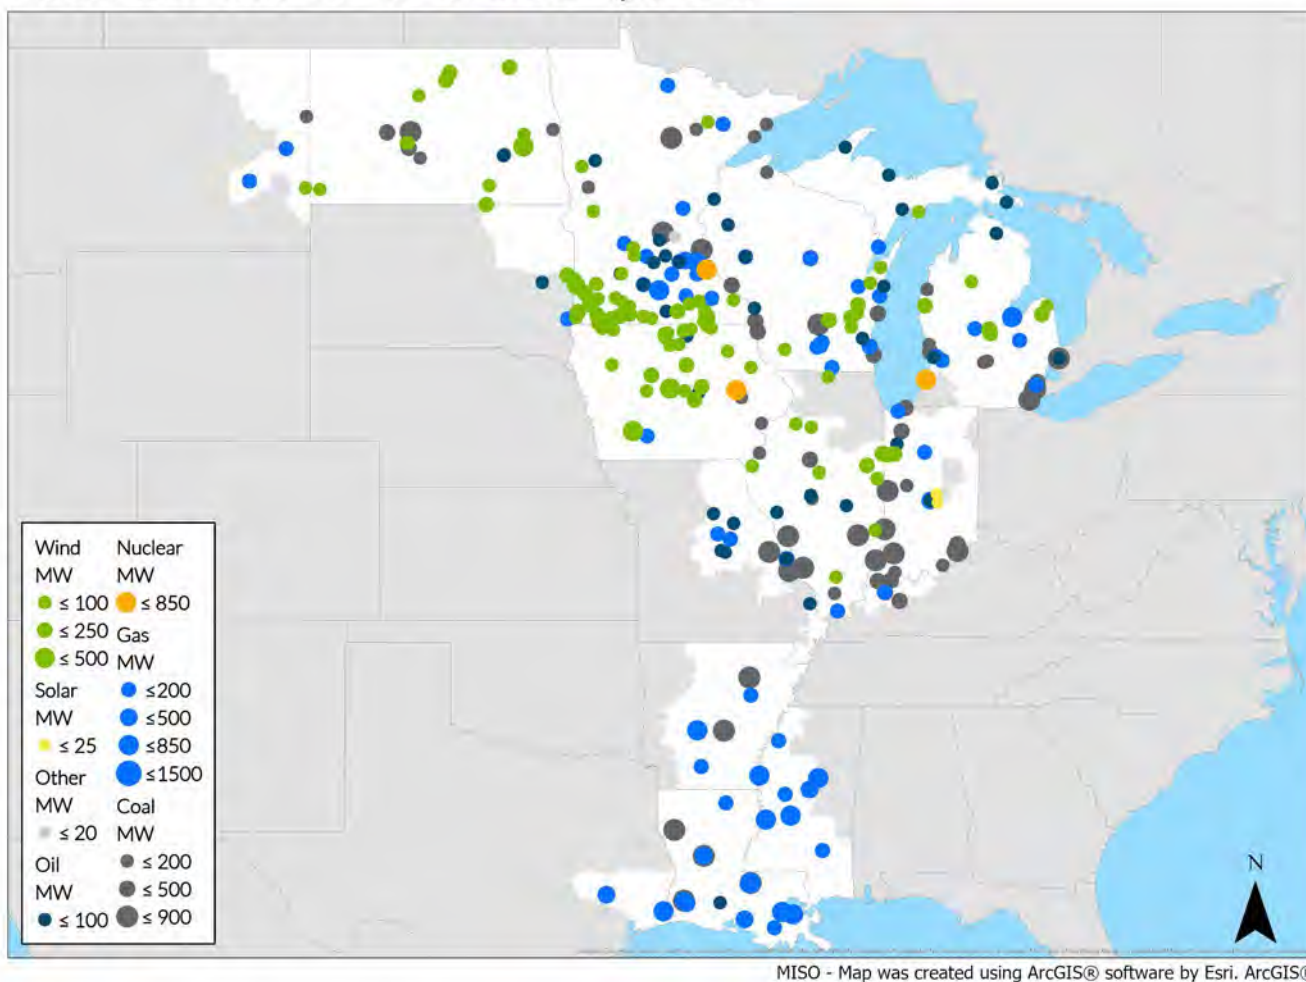 Wind
MW
≤ 100
≤ 250
≤ 500
Solar
MW
≤ 25
Other
MW
≤ 20
Oil
MW
≤ 100
Nuclear
MW
≤ 850
Gas
MW
≤200
≤500
≤850
≤1500
Coal
MW
≤ 200
≤ 500
≤ 900
N
MISO - Map was created using ArcGIS® software by Esri. ArcGIS®